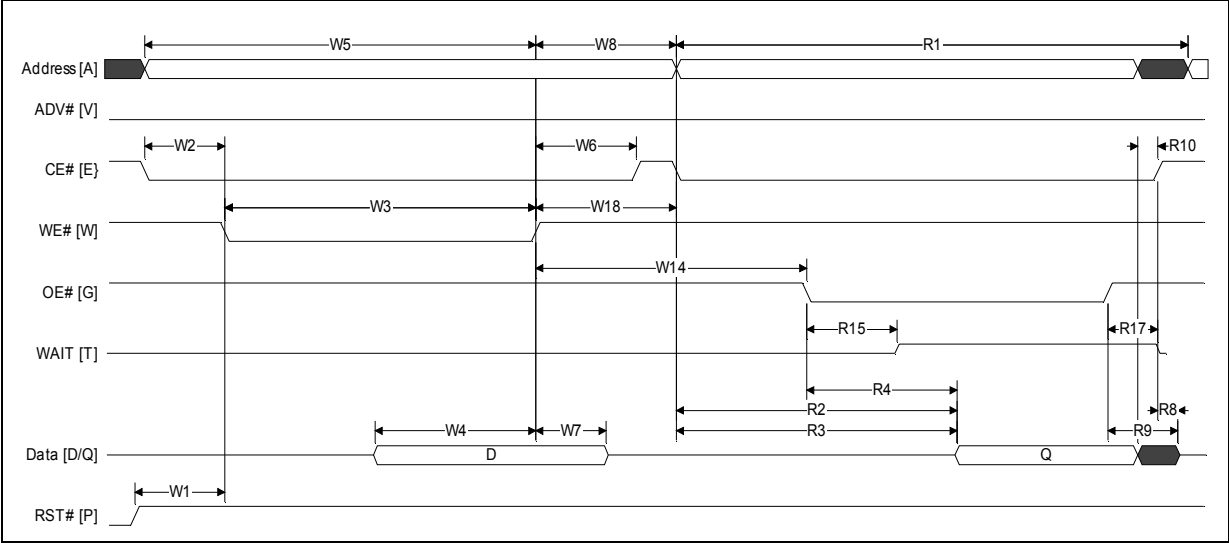 W5 W8 R1
Address [A]
ADV# [V]
W2 W6 R10
CE# [E}
W3 W18
WE# [W]
W14
OE# [G]
R15 R17
WAIT [T]
R4
R2 R8
W4 W7 R3 R9
Data [D/Q] D Q
W1
RST# [P]